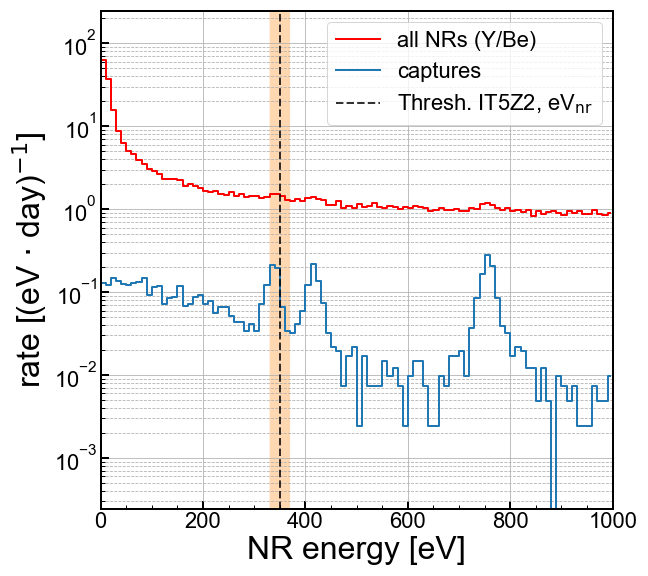 rate [(eV · day)⁻¹]
10²
10¹
10⁰
10⁻¹
10⁻²
10⁻³
all NRs (Y/Be)
captures
Thresh. IT5Z2, eVnr
0 200 400 600 800 1000
NR energy [eV]